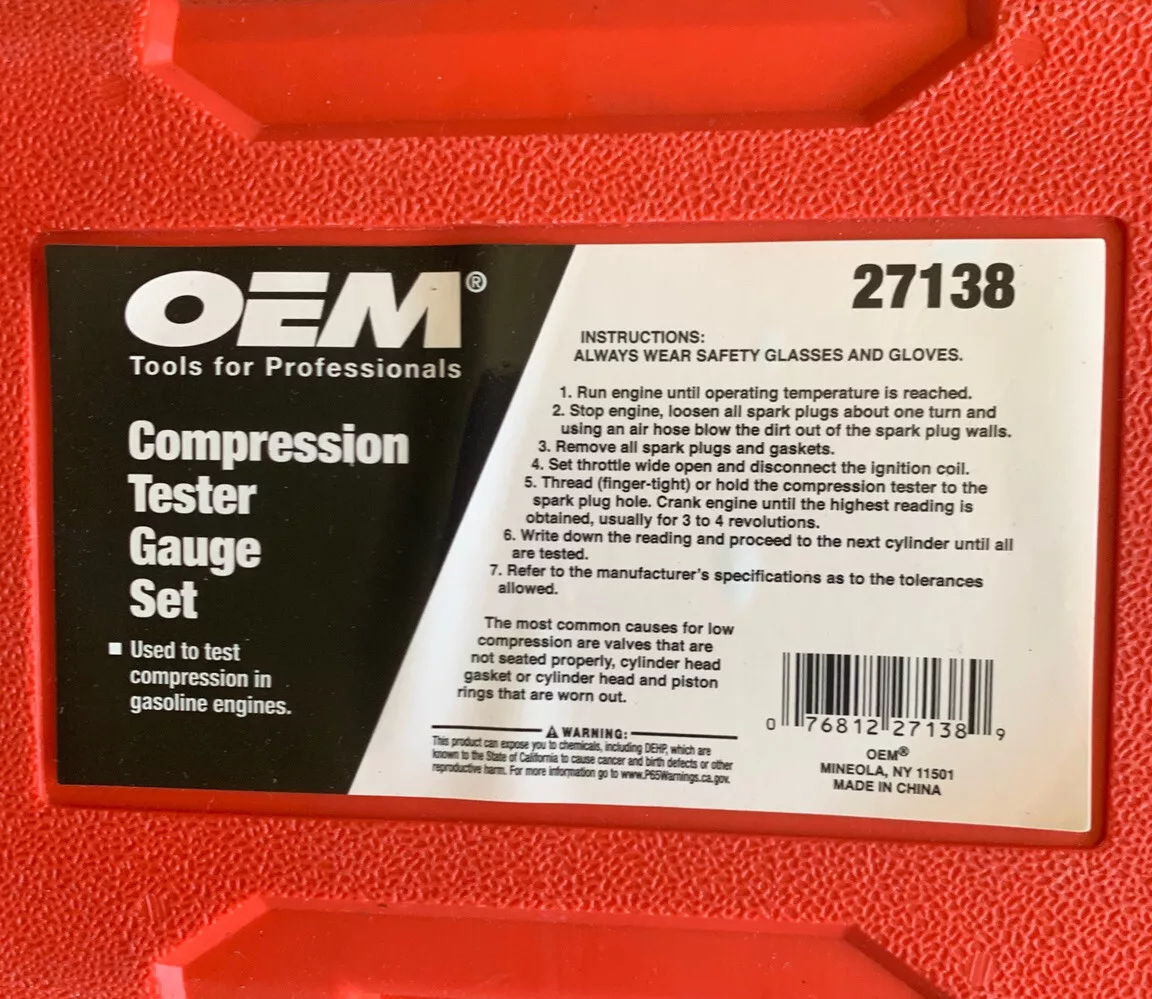 OEM®
Tools for Professionals
Compression
Tester
Gauge
Set
■ Used to test
compression in
gasoline engines.
27138
INSTRUCTIONS:
ALWAYS WEAR SAFETY GLASSES AND GLOVES.
1. Run engine until operating temperature is reached.
2. Stop engine, loosen all spark plugs about one turn and
using an air hose blow the dirt out of the spark plug walls.
3. Remove all spark plugs and gaskets.
4. Set throttle wide open and disconnect the ignition coil.
5. Thread (finger-tight) or hold the compression tester to the
spark plug hole. Crank engine until the highest reading is
obtained, usually for 3 to 4 revolutions.
6. Write down the reading and proceed to the next cylinder until all
are tested.
7. Refer to the manufacturer's specifications as to the tolerances
allowed.
The most common causes for low
compression are valves that are
not seated properly, cylinder head
gasket or cylinder head and piston
rings that are worn out.
⚠ WARNING:
This product can expose you to chemicals, including DEHP, which are
known to the State of California to cause cancer and birth defects or other
reproductive harm. For more information go to www.P65Warnings.ca.gov.
0 76812 27138 9
OEM®
MINEOLA, NY 11501
MADE IN CHINA